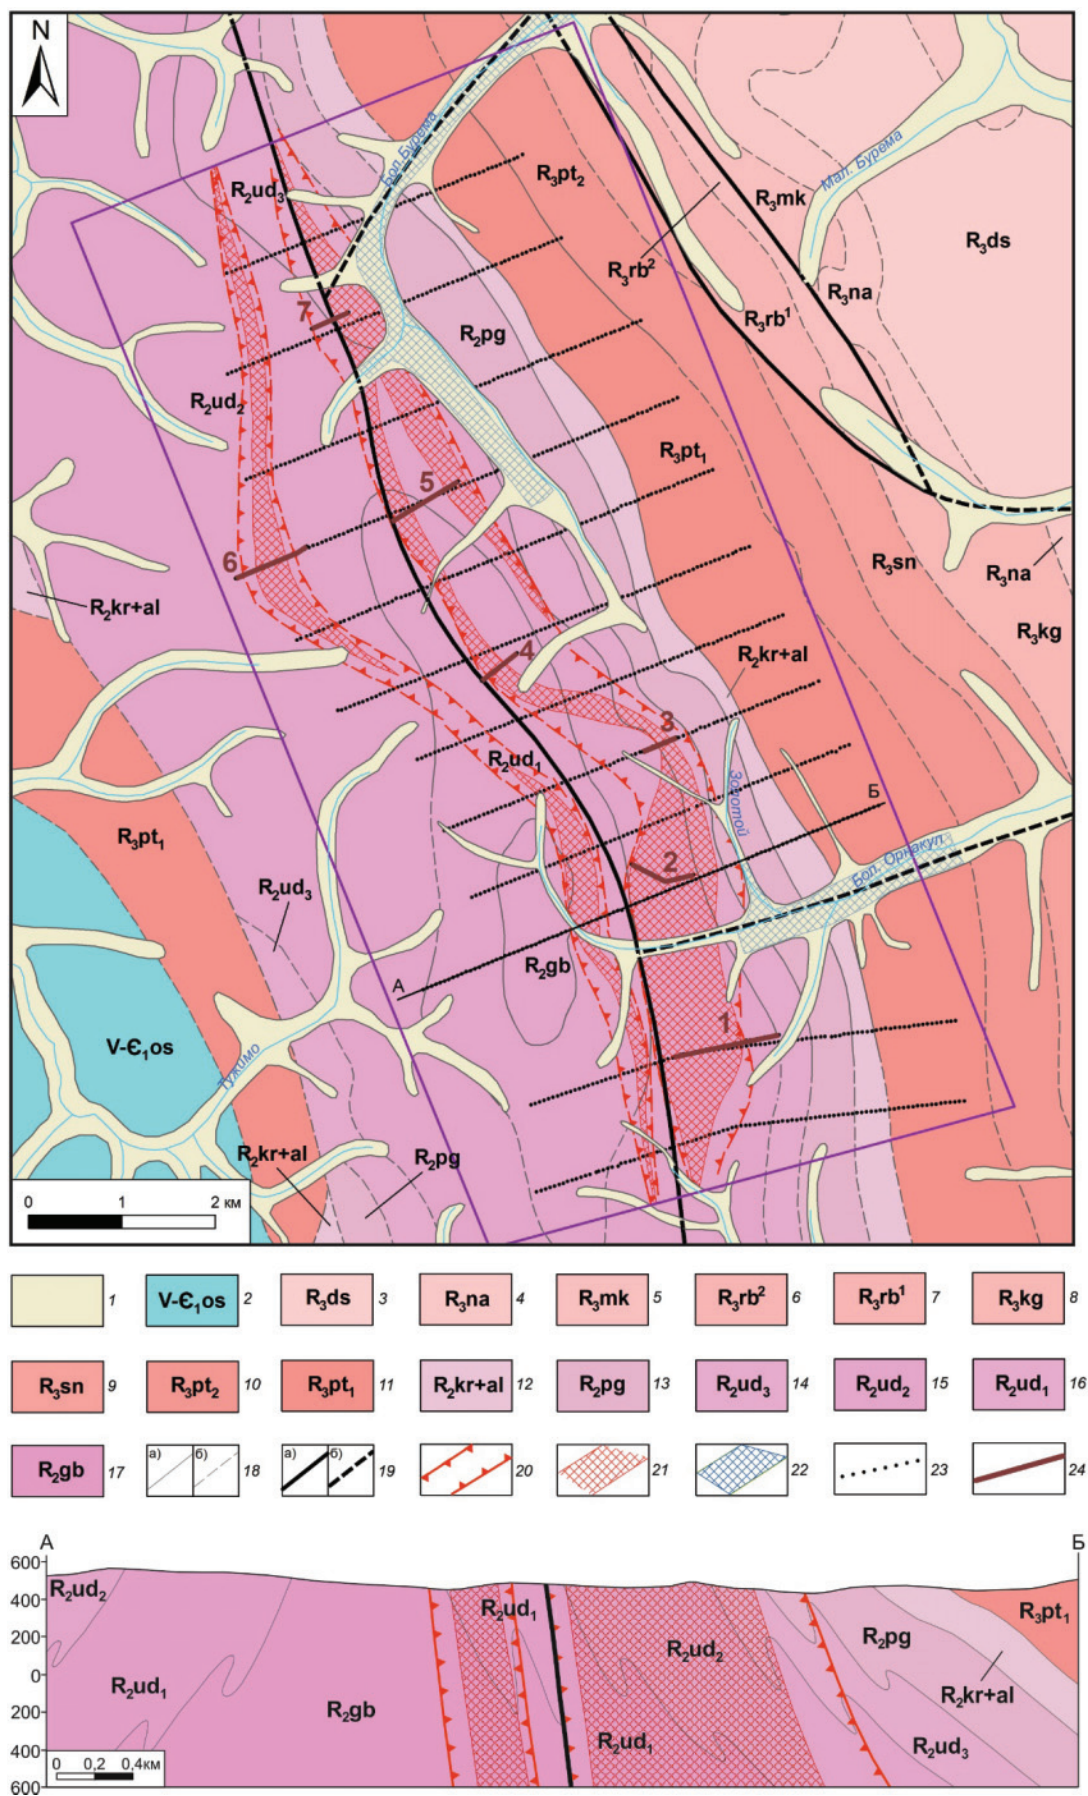 N
Бол. Бурема
R₂ud₃
R₃pt₂
R₃mk
Мал. Бурема
R₃ds
R₃rb²
R₃na
R₃rb¹
7
R₂pg
R₂ud₂
R₃pt₁
5
6
R₃sn
R₃na
R₂kr+al
R₃kg
4
R₂kr+al
3
R₂ud₁
Золотой
Б
R₃pt₁
2
Бол. Орнакул
R₂ud₃
R₂gb
А
1
V-Є₁os
Тужимо
R₂kr+al
R₂pg
0 1 2 км
1 V-Є₁os 2 R₃ds 3 R₃na 4 R₃mk 5 R₃rb² 6 R₃rb¹ 7 R₃kg 8
R₃sn 9 R₃pt₂ 10 R₃pt₁ 11 R₂kr+al 12 R₂pg 13 R₂ud₃ 14 R₂ud₂ 15 R₂ud₁ 16
R₂gb 17 а) б) 18 а) б) 19 20 21 22 23 24
А Б
600
R₂ud₂
400
R₂ud₁
R₃pt₁
200
R₂ud₂
R₂pg
0
R₂ud₁
R₂kr+al
200
R₂gb
R₂ud₁
R₂ud₃
400
0 0,2 0,4км
600